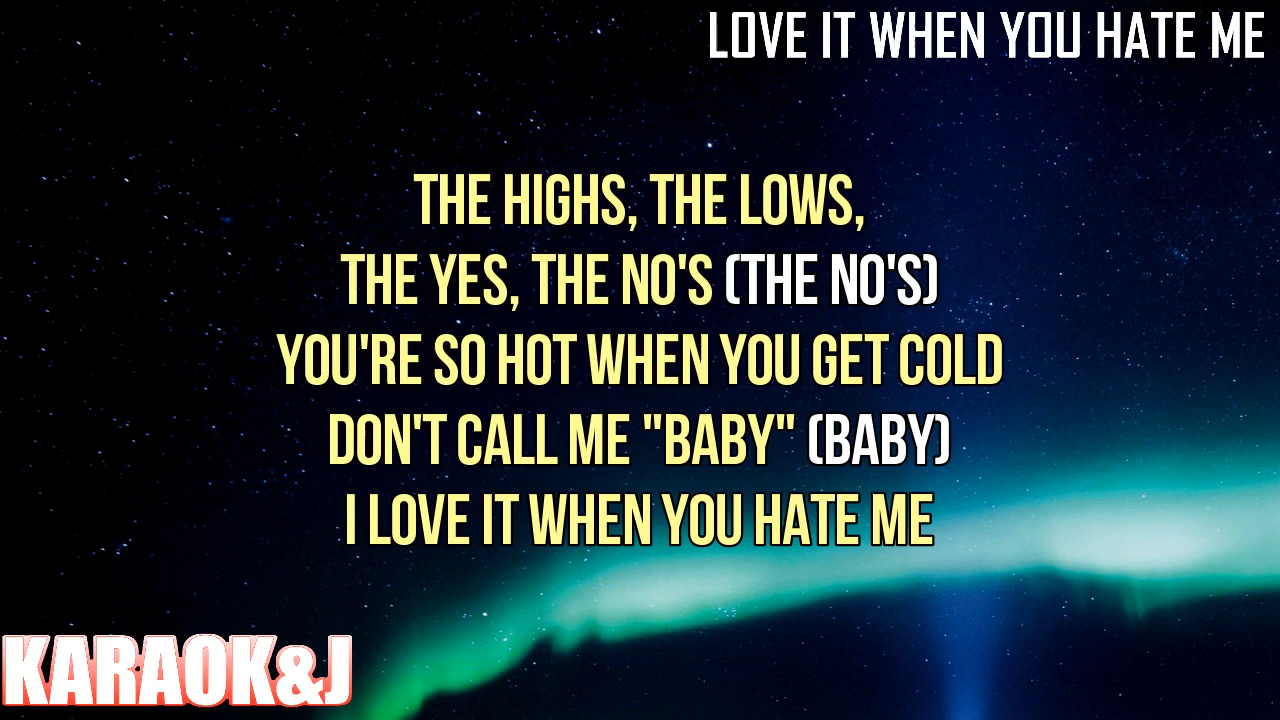 LOVE IT WHEN YOU HATE ME
THE HIGHS, THE LOWS,
THE YES, THE NO'S (THE NO'S)
YOU'RE SO HOT WHEN YOU GET COLD
DON'T CALL ME "BABY" (BABY)
I LOVE IT WHEN YOU HATE ME
KARAOK&J